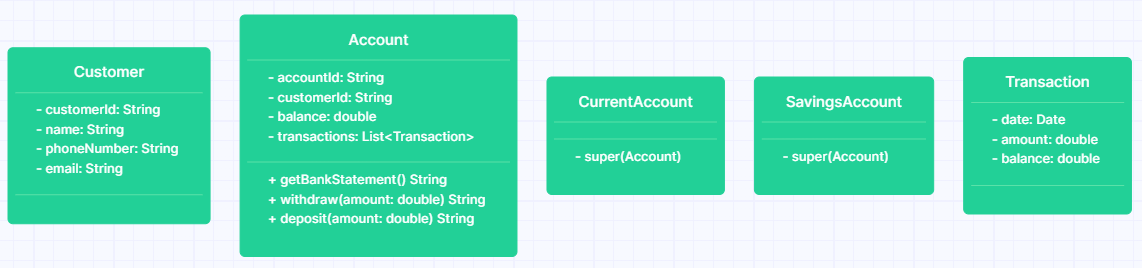 Customer
- customerId: String
- name: String
- phoneNumber: String
- email: String
Account
- accountId: String
- customerId: String
- balance: double
- transactions: List<Transaction>
+ getBankStatement() String
+ withdraw(amount: double) String
+ deposit(amount: double) String
CurrentAccount
- super(Account)
SavingsAccount
- super(Account)
Transaction
- date: Date
- amount: double
- balance: double